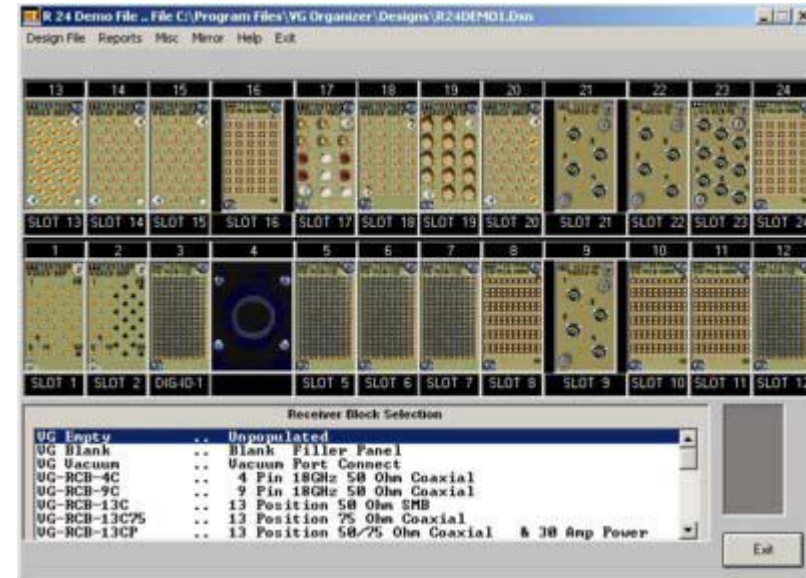 R 24 Demo File .. File C:\Program Files\VG Organizer\Designs\R24DEMO1.Dsn
Design File Reports Misc Mirror Help Exit
13 14 15 16 17 18 19 20 21 22 23 24
SLOT 13 SLOT 14 SLOT 15 SLOT 16 SLOT 17 SLOT 18 SLOT 19 SLOT 20 SLOT 21 SLOT 22 SLOT 23 SLOT 24
1 2 3 4 5 6 7 8 9 10 11 12
SLOT 1 SLOT 2 DIG-IO-1 SLOT 5 SLOT 6 SLOT 7 SLOT 8 SLOT 9 SLOT 10 SLOT 11 SLOT 12
Receiver Block Selection
VG Empty .. Unpopulated
VG Blank .. Blank Filler Panel
VG Vacuum .. Vacuum Port Connect
VG-RCB-4C .. 4 Pin 18GHz 50 Ohm Coaxial
VG-RCB-9C .. 9 Pin 18GHz 50 Ohm Coaxial
VG-RCB-13C .. 13 Position 50 Ohm SMB
VG-RCB-13C75 .. 13 Position 75 Ohm Coaxial
VG-RCB-13CP .. 13 Position 50/75 Ohm Coaxial & 30 Amp Power
Exit